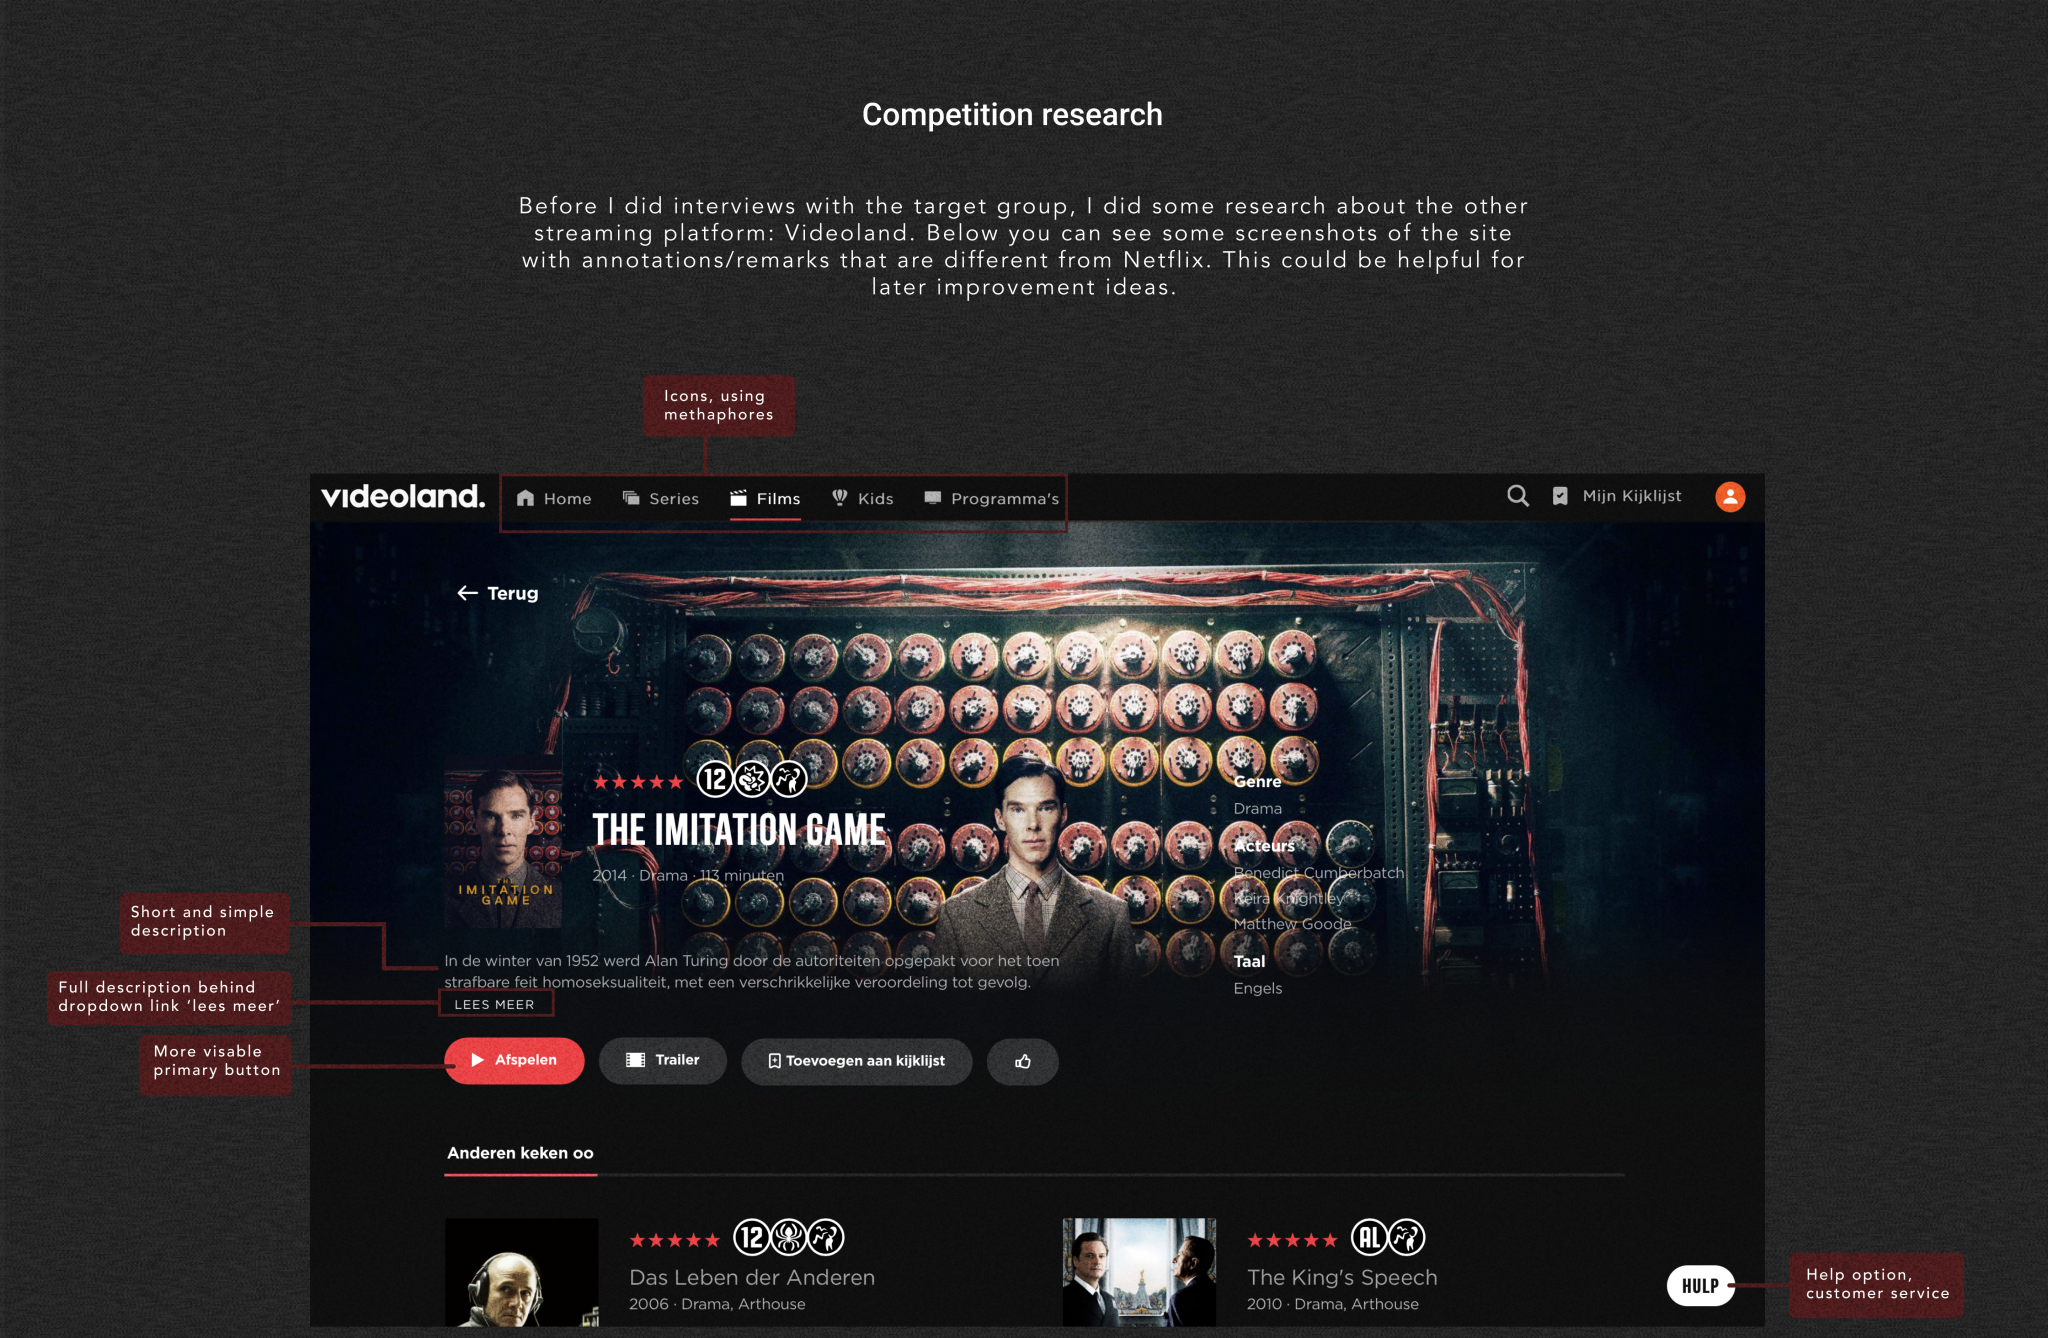 Competition research
Before I did interviews with the target group, I did some research about the other
streaming platform: Videoland. Below you can see some screenshots of the site
with annotations/remarks that are different from Netflix. This could be helpful for
later improvement ideas.
Icons, using
methaphores
videoland.
Home
Series
Films
Kids
Programma's
Mijn Kijklijst
Terug
12
THE IMITATION GAME
2014 · Drama · 113 minuten
THE
IMITATION
GAME
Genre
Drama
Acteurs
Benedict Cumberbatch
Keira Knightley
Matthew Goode
Taal
Engels
Short and simple
description
In de winter van 1952 werd Alan Turing door de autoriteiten opgepakt voor het toen
strafbare feit homoseksualiteit, met een verschrikkelijke veroordeling tot gevolg.
Full description behind
dropdown link ‘lees meer’
LEES MEER
More visable
primary button
Afspelen
Trailer
Toevoegen aan kijklijst
Anderen keken oo
12
Das Leben der Anderen
2006 · Drama, Arthouse
AL
The King's Speech
2010 · Drama, Arthouse
HULP
Help option,
customer service